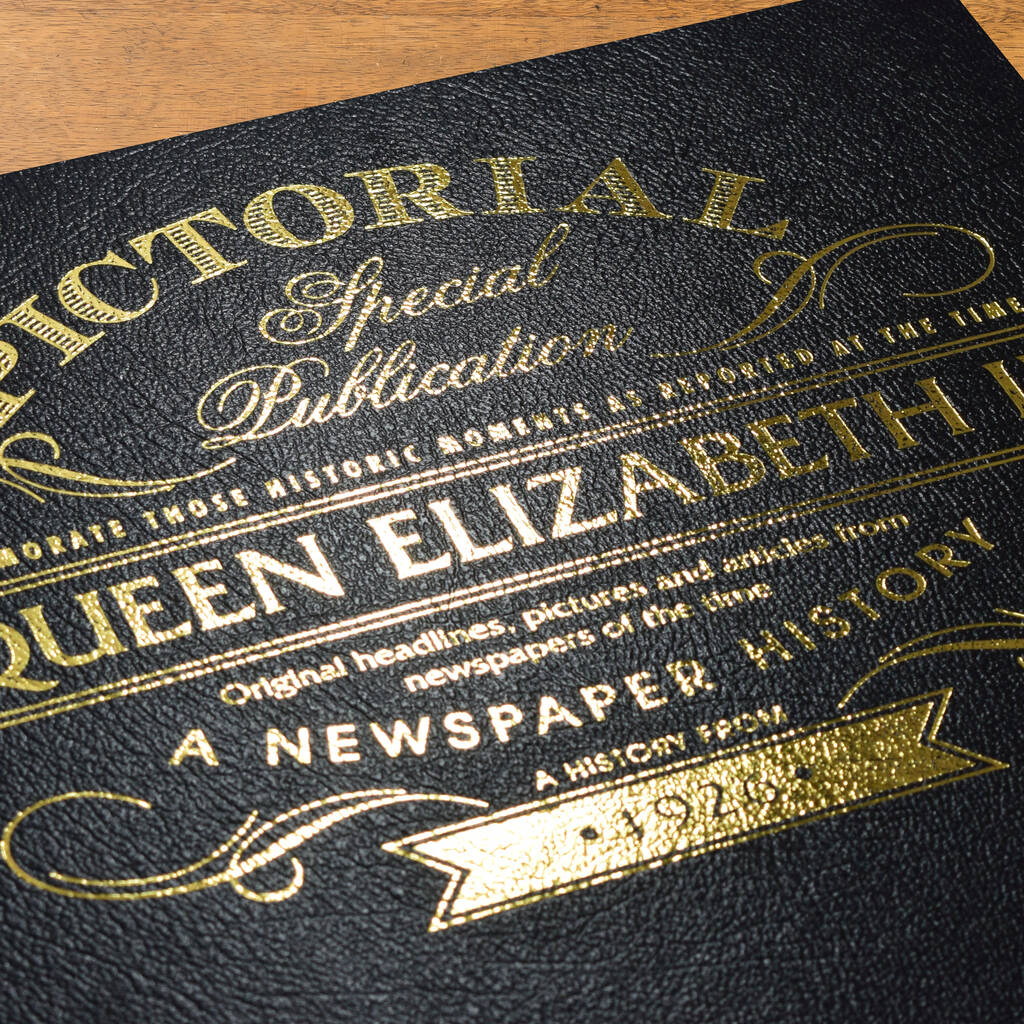 PICTORIAL
Special
Publication
MORATE THOSE HISTORIC MOMENTS AS REPORTED AT THE TIME
QUEEN ELIZABETH
Original headlines, pictures and articles from
newspapers of the time
A NEWSPAPER HISTORY
A HISTORY FROM
• 1926 •